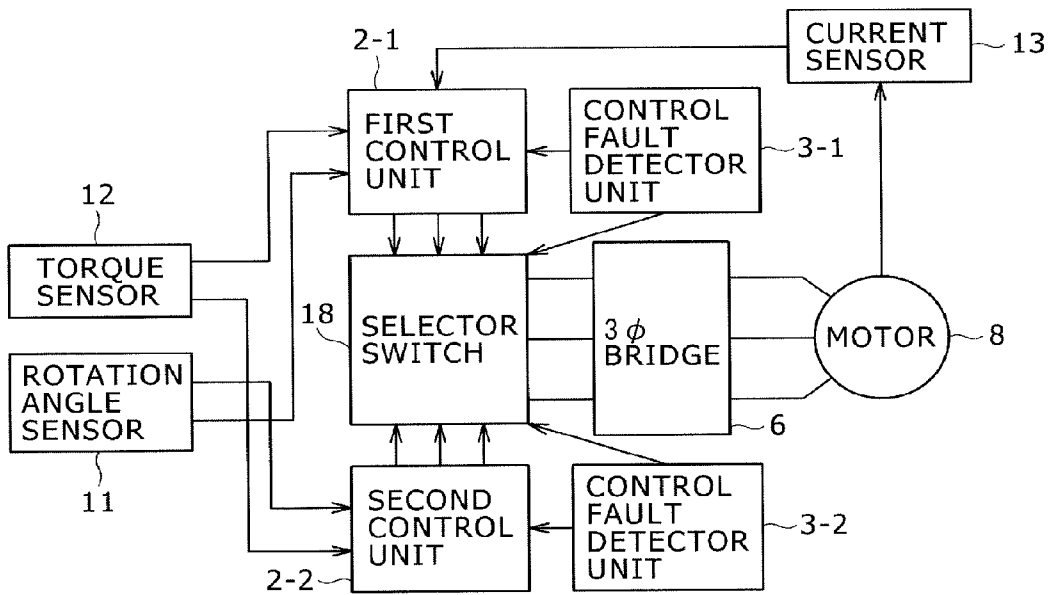 2-1
CURRENT
SENSOR
13
FIRST
CONTROL
UNIT
CONTROL
FAULT
DETECTOR
UNIT
3-1
12
TORQUE
SENSOR
18
SELECTOR
SWITCH
3φ
BRIDGE
6
MOTOR
8
ROTATION
ANGLE
SENSOR
11
SECOND
CONTROL
UNIT
2-2
CONTROL
FAULT
DETECTOR
UNIT
3-2